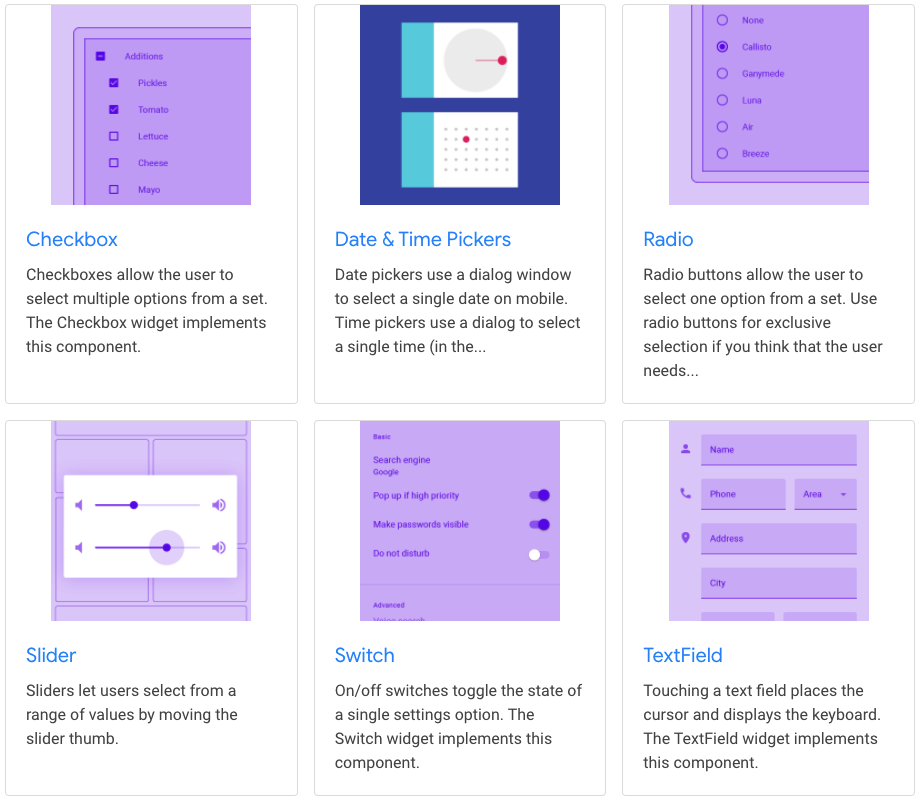 Additions
Pickles
Tomato
Lettuce
Cheese
Mayo
Checkbox
Checkboxes allow the user to
select multiple options from a set.
The Checkbox widget implements
this component.
Date & Time Pickers
Date pickers use a dialog window
to select a single date on mobile.
Time pickers use a dialog to select
a single time (in the...
None
Callisto
Ganymede
Luna
Air
Breeze
Radio
Radio buttons allow the user to
select one option from a set. Use
radio buttons for exclusive
selection if you think that the user
needs...
Slider
Sliders let users select from a
range of values by moving the
slider thumb.
Basic
Search engine
Google
Pop up if high priority
Make passwords visible
Do not disturb
Advanced
Switch
On/off switches toggle the state of
a single settings option. The
Switch widget implements this
component.
Name
Phone Area
Address
City
TextField
Touching a text field places the
cursor and displays the keyboard.
The TextField widget implements
this component.